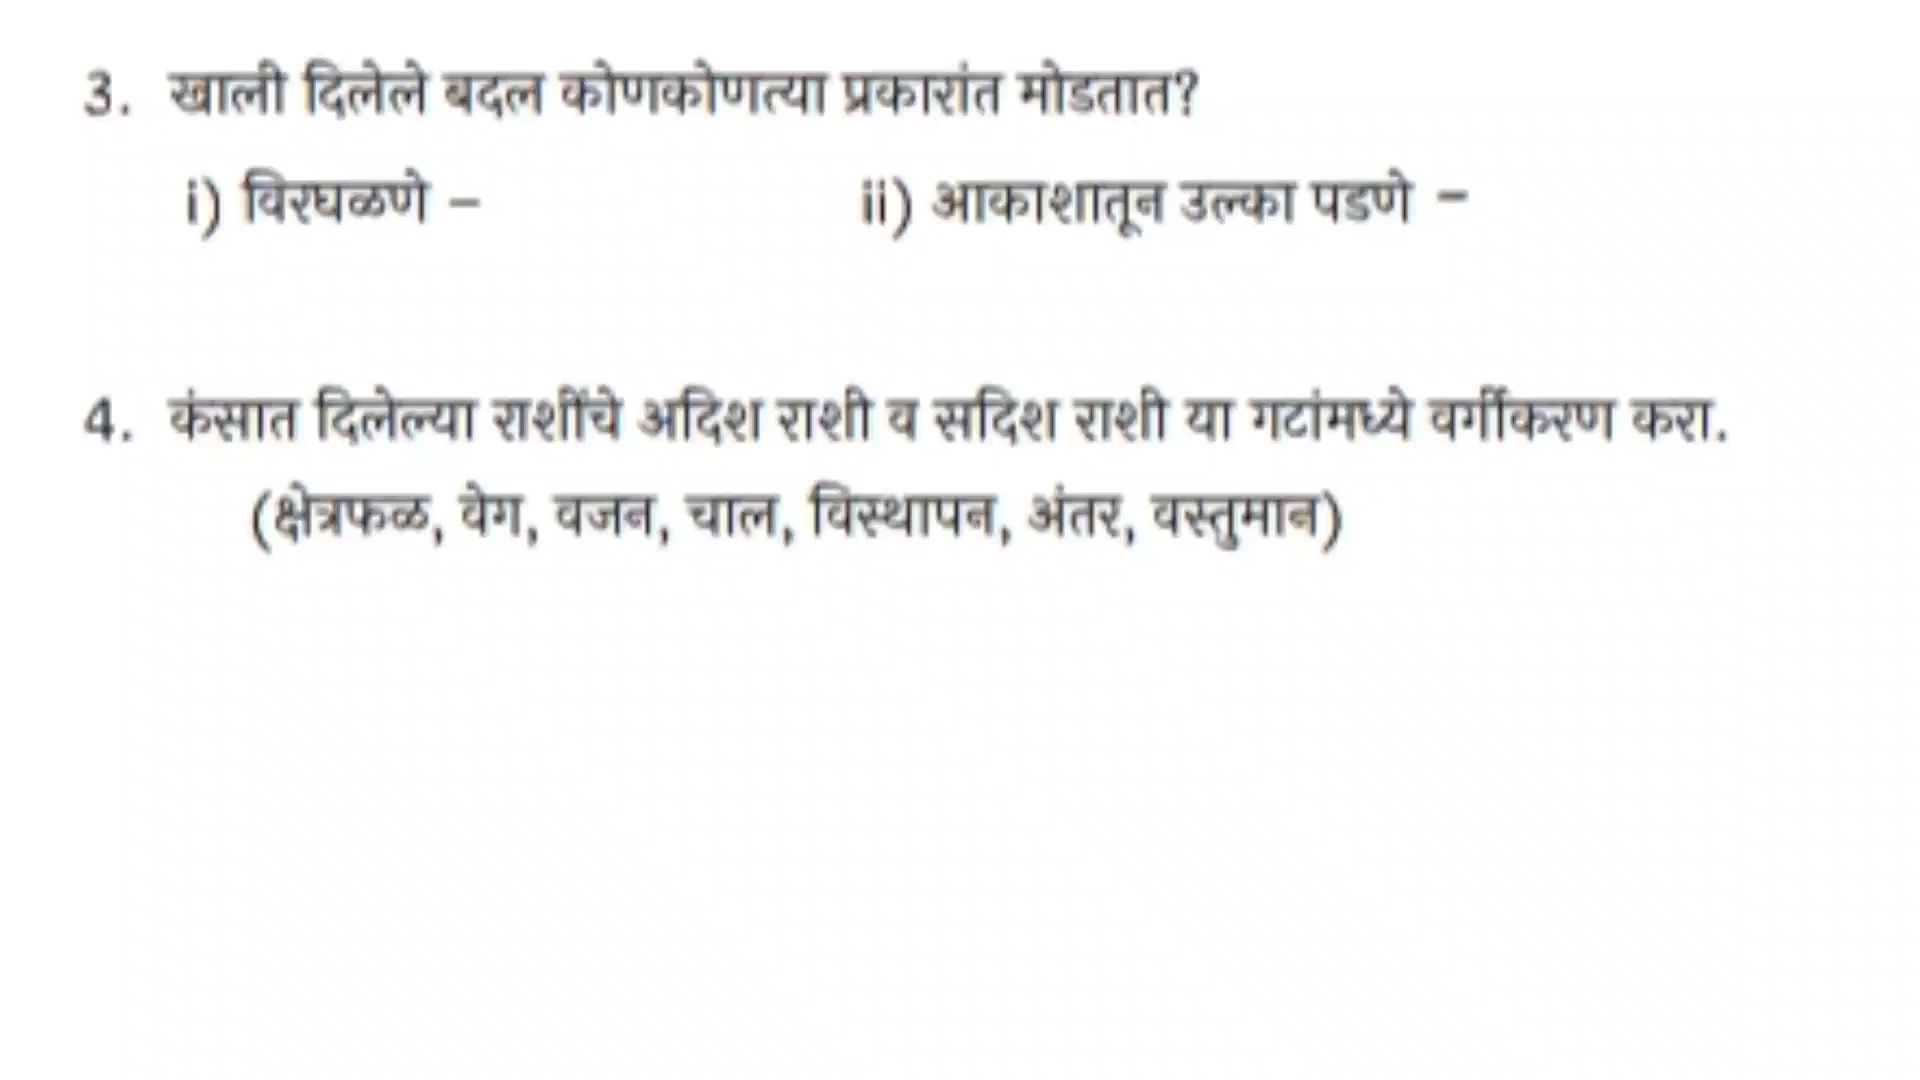 3. खाली दिलेले बदल कोणकोणत्या प्रकारांत मोडतात?
i) विरघळणे – ii) आकाशातून उल्का पडणे –
4. कंसात दिलेल्या राशींचे अदिश राशी व सदिश राशी या गटांमध्ये वर्गीकरण करा.
(क्षेत्रफळ, वेग, वजन, चाल, विस्थापन, अंतर, वस्तुमान)